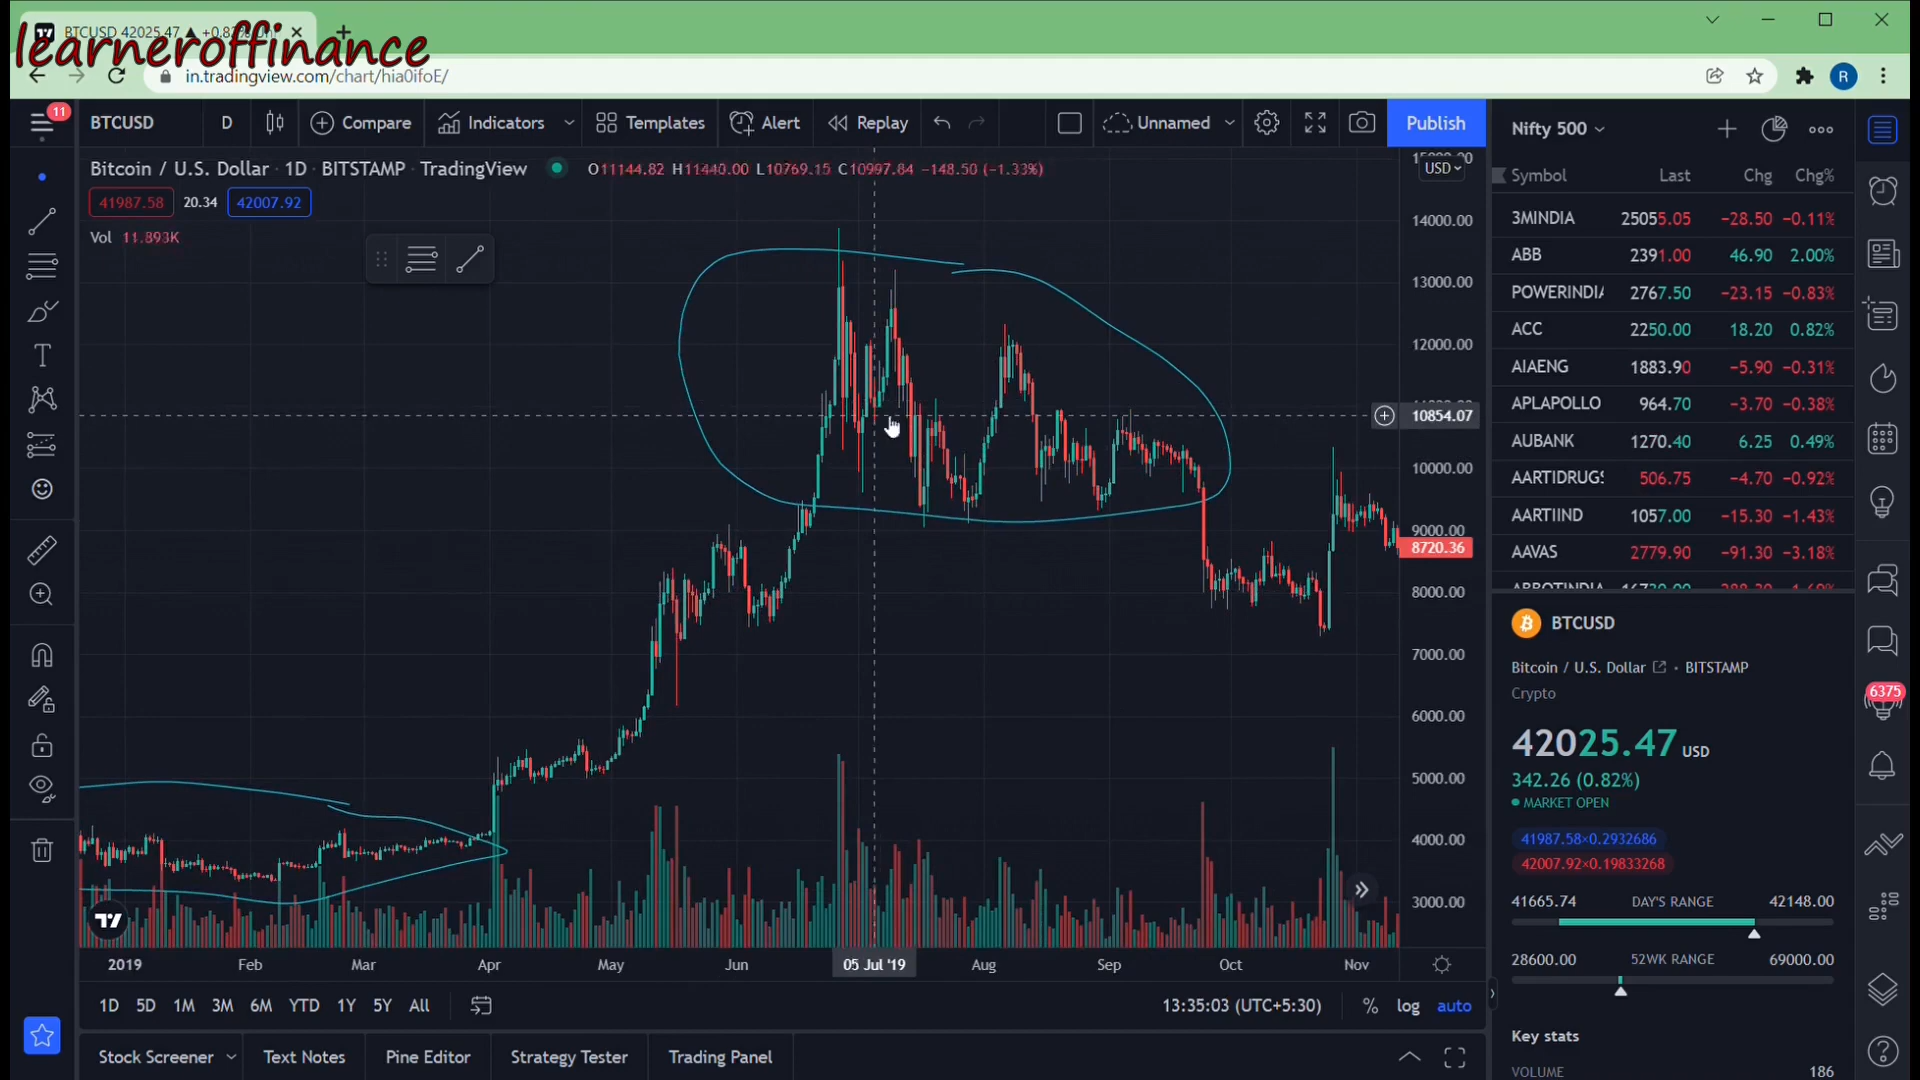 learneroffinance
BTCUSD 42025.47 ▲ +0.82% Un
in.tradingview.com/chart/hia0ifoE/
R
11
BTCUSD D Compare Indicators Templates Alert Replay Unnamed Publish
Bitcoin / U.S. Dollar · 1D · BITSTAMP · TradingView O11144.82 H11440.00 L10769.15 C10997.84 −148.50 (−1.33%)
41987.58 20.34 42007.92
Vol 11.893K
USD
14000.00
13000.00
12000.00
10854.07
10000.00
9000.00
8720.36
8000.00
7000.00
6000.00
5000.00
4000.00
3000.00
2019 Feb Mar Apr May Jun 05 Jul '19 Aug Sep Oct Nov
1D 5D 1M 3M 6M YTD 1Y 5Y All 13:35:03 (UTC+5:30) % log auto
Stock Screener Text Notes Pine Editor Strategy Tester Trading Panel
Nifty 500
Symbol Last Chg Chg%
3MINDIA 25055.05 −28.50 −0.11%
ABB 2391.00 46.90 2.00%
POWERINDIA 2767.50 −23.15 −0.83%
ACC 2250.00 18.20 0.82%
AIAENG 1883.90 −5.90 −0.31%
APLAPOLLO 964.70 −3.70 −0.38%
AUBANK 1270.40 6.25 0.49%
AARTIDRUGS 506.75 −4.70 −0.92%
AARTIIND 1057.00 −15.30 −1.43%
AAVAS 2779.90 −91.30 −3.18%
BTCUSD
Bitcoin / U.S. Dollar · BITSTAMP
Crypto
42025.47 USD
342.26 (0.82%)
MARKET OPEN
41987.58×0.2932686
42007.92×0.19833268
41665.74 DAY'S RANGE 42148.00
28600.00 52WK RANGE 69000.00
Key stats
VOLUME 186
6375